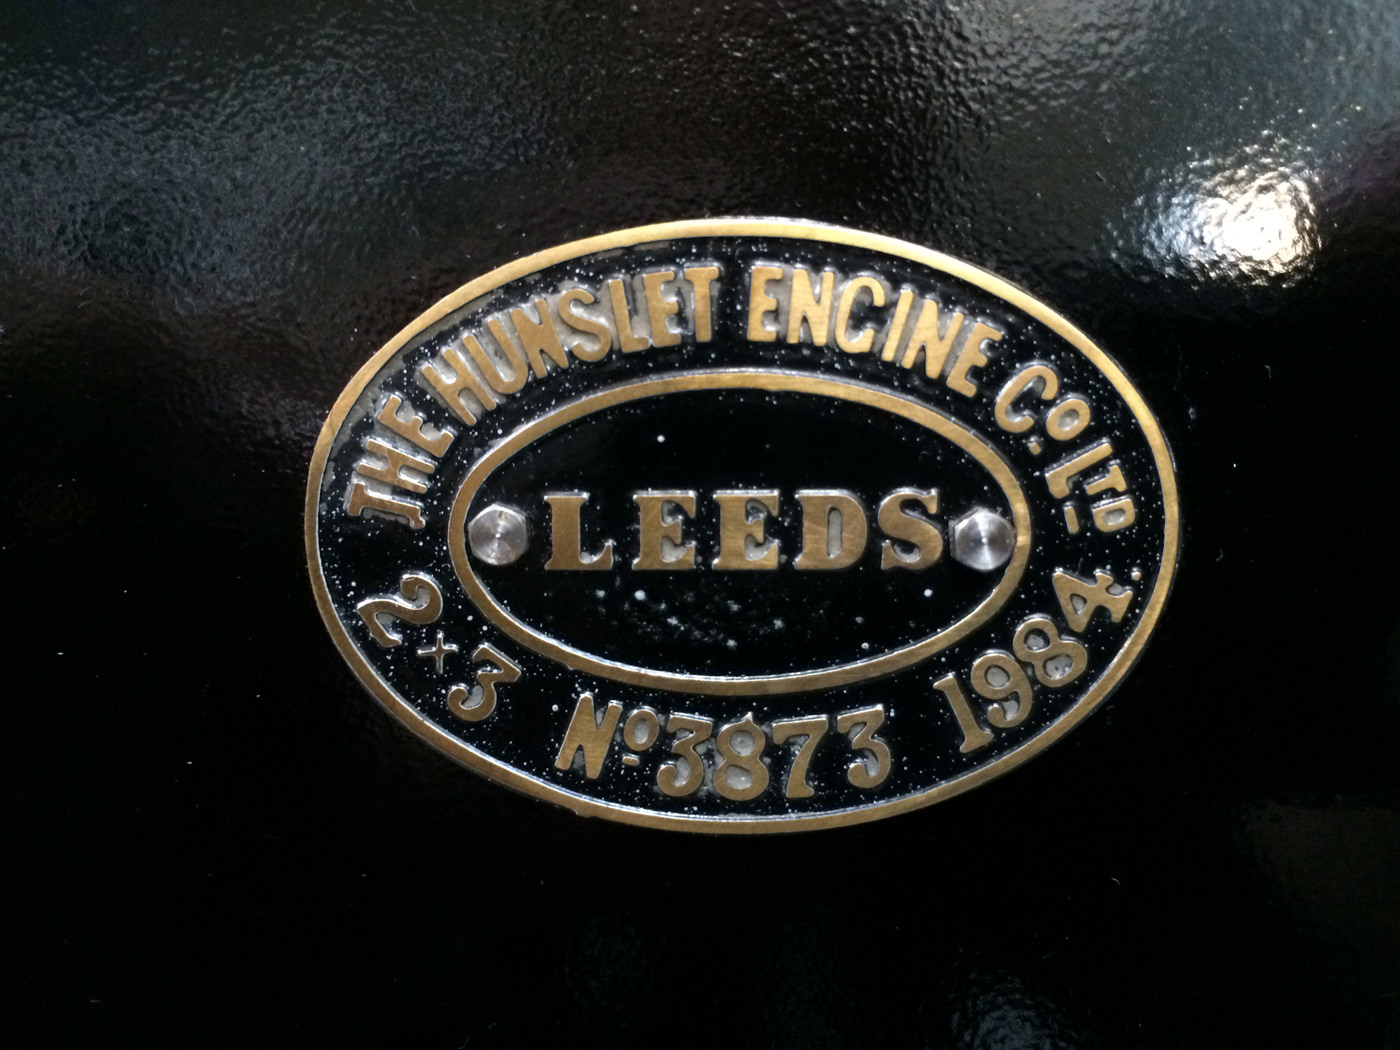 THE HUNSLET ENGINE Cº LTD
LEEDS
2+3 Nº 3873 1984.